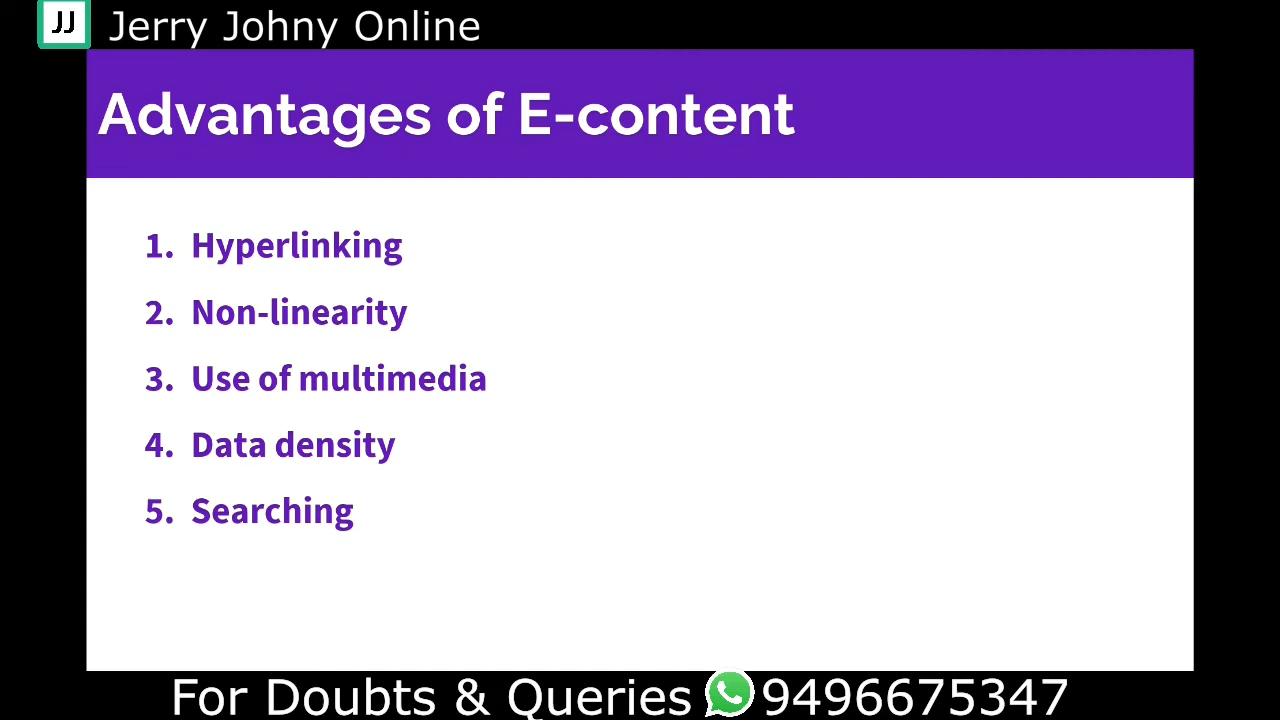 JJ Jerry Johny Online
Advantages of E-content
1. Hyperlinking
2. Non-linearity
3. Use of multimedia
4. Data density
5. Searching
For Doubts & Queries 9496675347